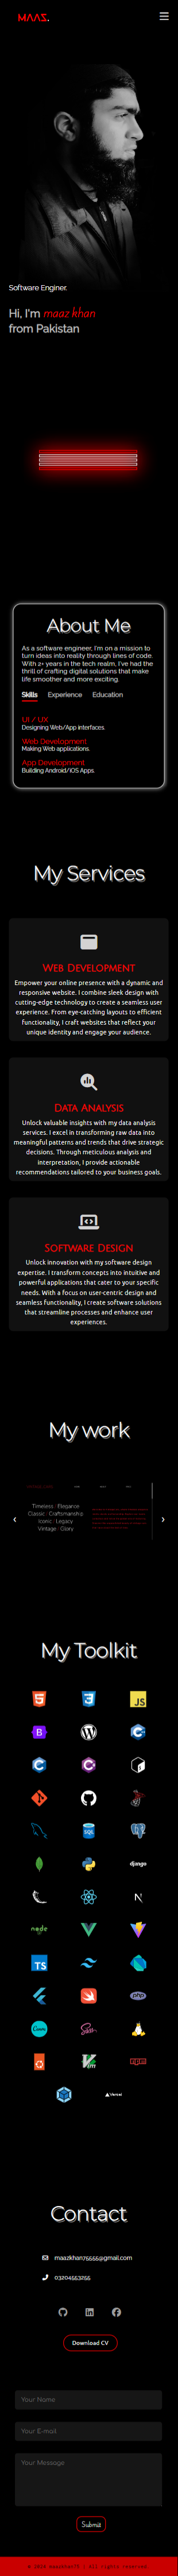 MAAS.
Software Enginer.
Hi, I'm maaz khan
from Pakistan
About Me
As a software engineer, I'm on a mission to
turn ideas into reality through lines of code.
With 2+ years in the tech realm, I've had the
thrill of crafting digital solutions that make
life smoother and more exciting.
Skills Experience Education
UI / UX
Designing Web/App interfaces.
Web Development
Making Web applications.
App Development
Building Android/iOS Apps.
My Services
Web Development
Empower your online presence with a dynamic and
responsive website. I combine sleek design with
cutting-edge technology to create a seamless user
experience. From eye-catching layouts to efficient
functionality, I craft websites that reflect your
unique identity and engage your audience.
Data Analysis
Unlock valuable insights with my data analysis
services. I excel in transforming raw data into
meaningful patterns and trends that drive strategic
decisions. Through meticulous analysis and
interpretation, I provide actionable
recommendations tailored to your business goals.
Software Design
Unlock innovation with my software design
expertise. I transform concepts into intuitive and
powerful applications that cater to your specific
needs. With a focus on user-centric design and
seamless functionality, I create software solutions
that streamline processes and enhance user
experiences.
My work
Timeless Elegance
Classic Craftsmanship
Iconic Legacy
Vintage Glory
My Toolkit
JS
SQL
django
node
TS
php
Canva
Sass
Vercel
Contact
maazkhan75555@gmail.com
03204553255
Download CV
Your Name
Your E-mail
Your Message
Submit